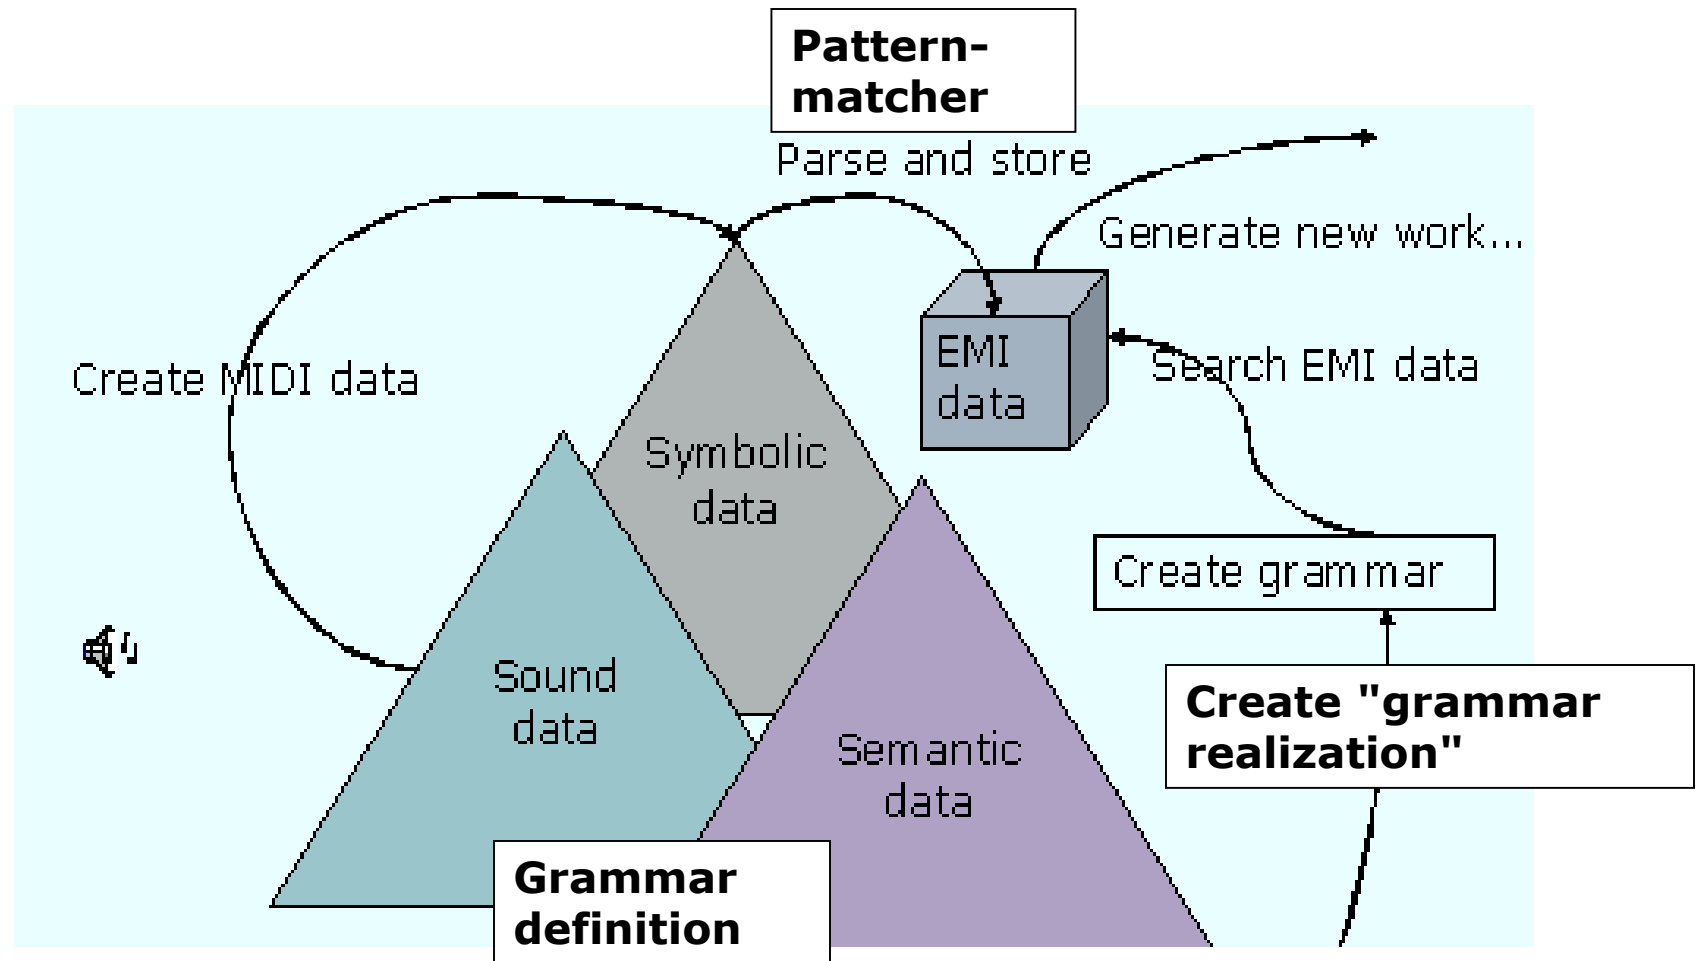 Pattern-
matcher
Parse and store
Generate new work...
Create MIDI data
EMI
data
Search EMI data
Symbolic
data
Create grammar
Sound
data
Create "grammar
realization"
Semantic
data
Grammar
definition